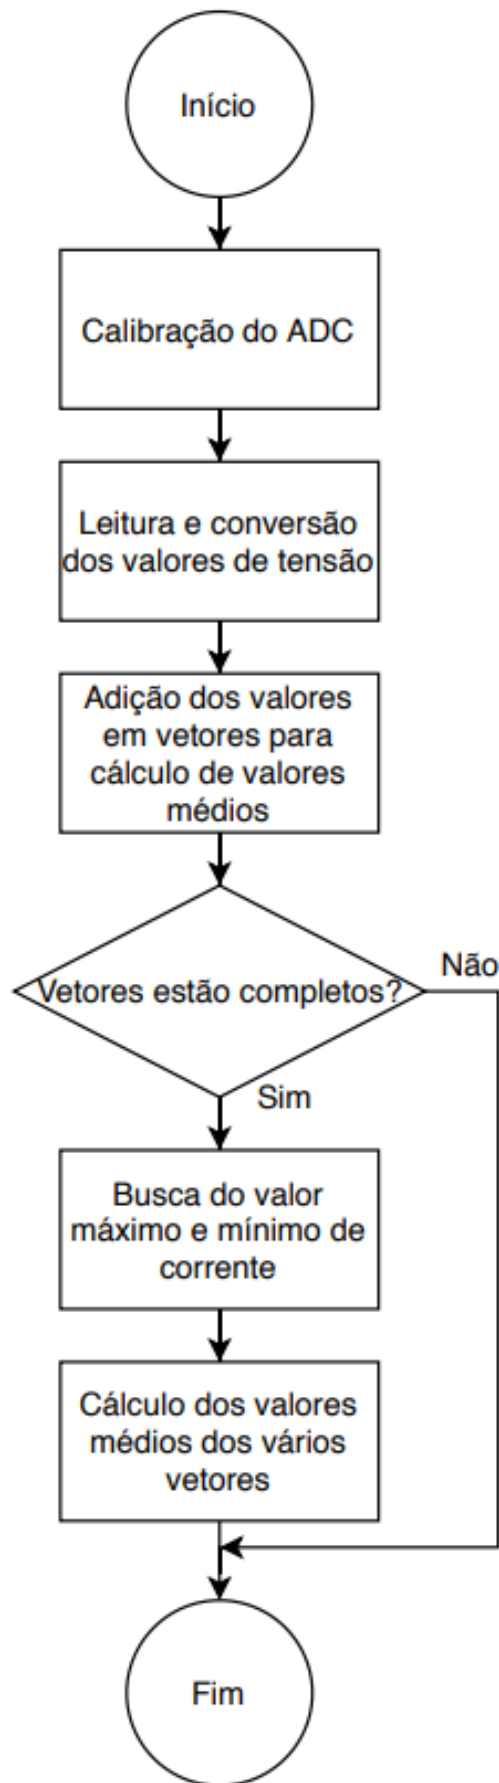 Início
Calibração do ADC
Leitura e conversão
dos valores de tensão
Adição dos valores
em vetores para
cálculo de valores
médios
Vetores estão completos?
Não
Sim
Busca do valor
máximo e mínimo de
corrente
Cálculo dos valores
médios dos vários
vetores
Fim